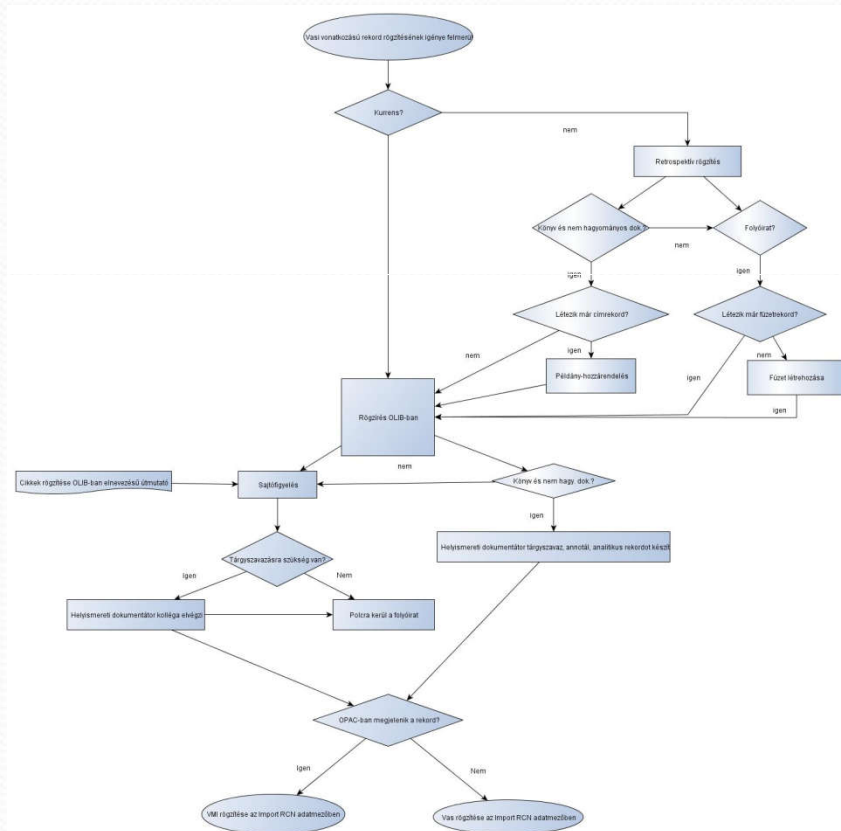 Vasi vonatkozású rekord rögzítésének igénye felmerül
Kurrens?
nem
Retrospektív rögzítés
Könyv és nem hagyományos dok.?
nem
Folyóirat?
igen
igen
Létezik már címrekord?
Létezik már füzetrekord?
nem
igen
nem
Példány-hozzárendelés
igen
Füzet létrehozása
Rögzírés OLIB-ban
igen
nem
Cikkek rögzítése OLIB-ban elnevezésű útmutató
Sajtófigyelés
Könyv és nem hagy. dok.?
igen
Helyismereti dokumentátor tárgyszavaz, annotál, analitikus rekordot készít
Tárgyszavazásra szükség van?
Igen
Nem
Helyismereti dokumentátor kolléga elvégzi
Polcra kerül a folyóirat
OPAC-ban megjelenik a rekord?
Igen
Nem
VMI rögzítése az Import RCN adatmezőben
Vas rögzítése az Import RCN adatmezőben